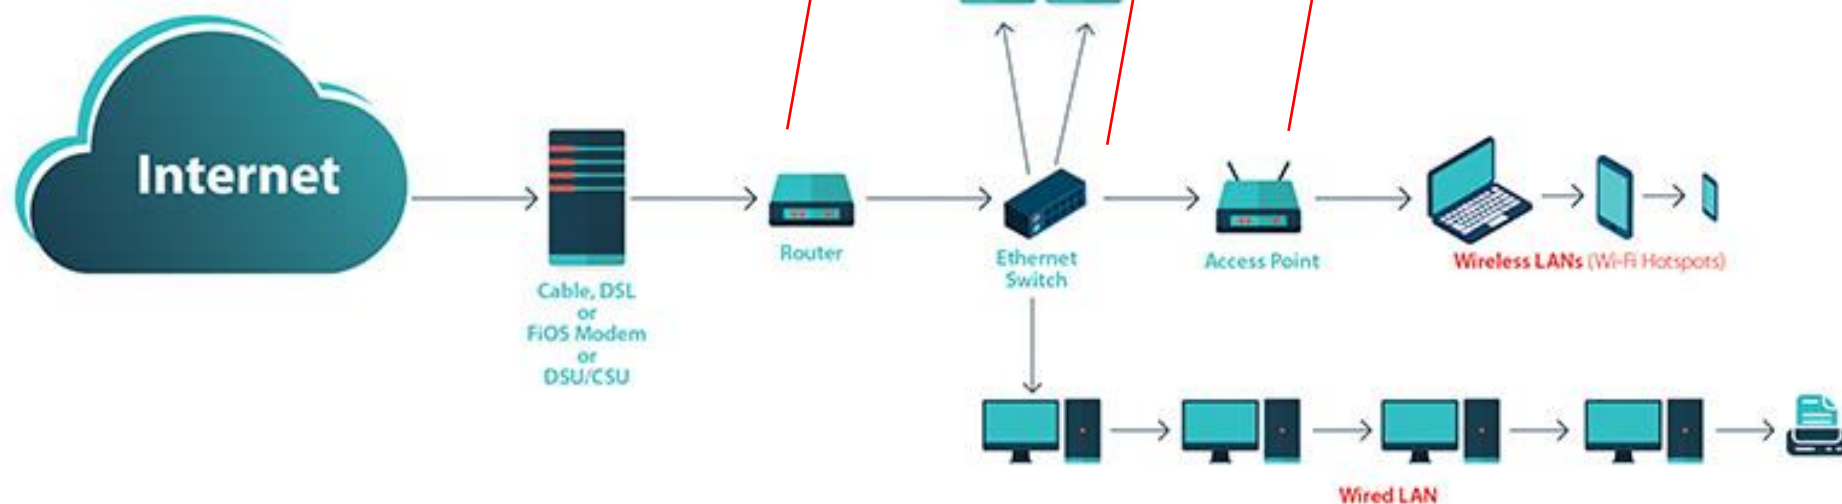 Internet
Cable, DSL
or
FiOS Modem
or
DSU/CSU
Router
Ethernet
Switch
Access Point
Wireless LANs (Wi-Fi Hotspots)
Wired LAN